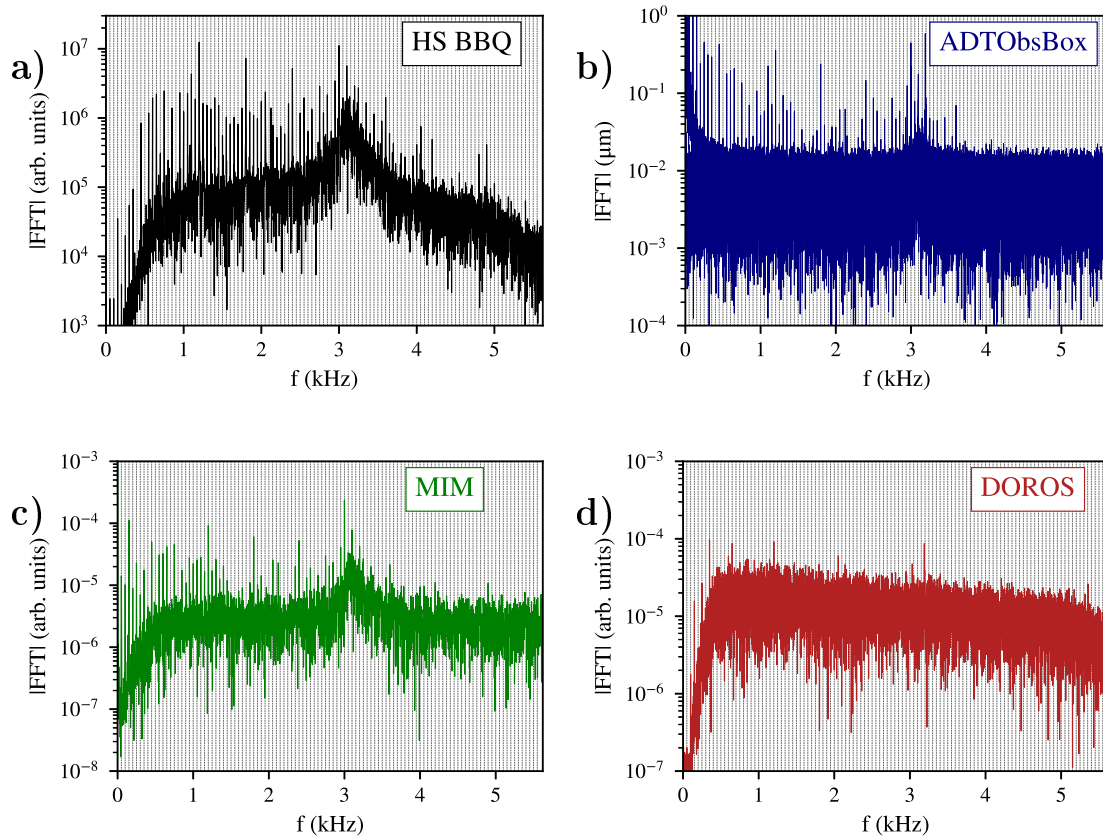 a)
HS BBQ
|FFT| (arb. units)
10⁷
10⁶
10⁵
10⁴
10³
0 1 2 3 4 5
f (kHz)
b)
ADTObsBox
|FFT| (μm)
10⁰
10⁻¹
10⁻²
10⁻³
10⁻⁴
0 1 2 3 4 5
f (kHz)
c)
MIM
|FFT| (arb. units)
10⁻³
10⁻⁴
10⁻⁵
10⁻⁶
10⁻⁷
10⁻⁸
0 1 2 3 4 5
f (kHz)
d)
DOROS
|FFT| (arb. units)
10⁻³
10⁻⁴
10⁻⁵
10⁻⁶
10⁻⁷
0 1 2 3 4 5
f (kHz)